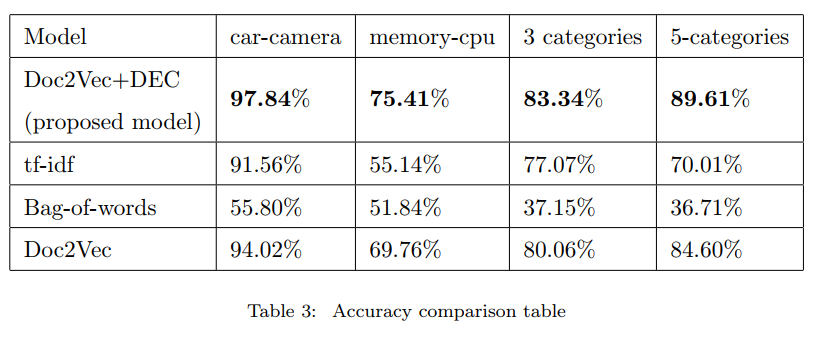 Model car-camera memory-cpu 3 categories 5-categories
Doc2Vec+DEC
(proposed model) 97.84% 75.41% 83.34% 89.61%
tf-idf 91.56% 55.14% 77.07% 70.01%
Bag-of-words 55.80% 51.84% 37.15% 36.71%
Doc2Vec 94.02% 69.76% 80.06% 84.60%
Table 3: Accuracy comparison table